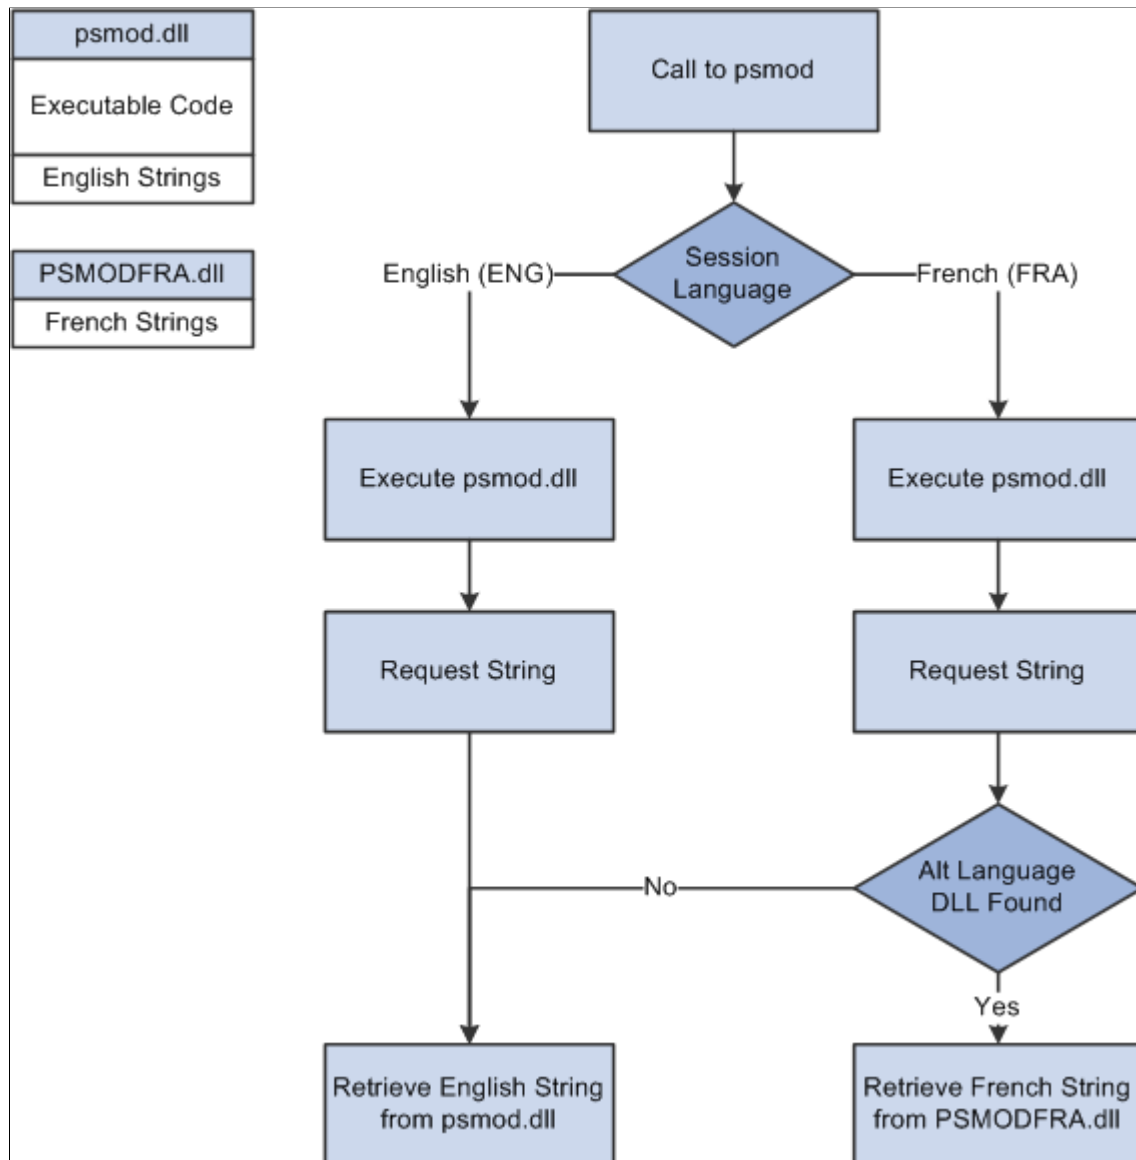 psmod.dll
Executable Code
English Strings
PSMODFRA.dll
French Strings
Call to psmod
Session
Language
English (ENG)
French (FRA)
Execute psmod.dll
Execute psmod.dll
Request String
Request String
Alt Language
DLL Found
No
Yes
Retrieve English String
from psmod.dll
Retrieve French String
from PSMODFRA.dll